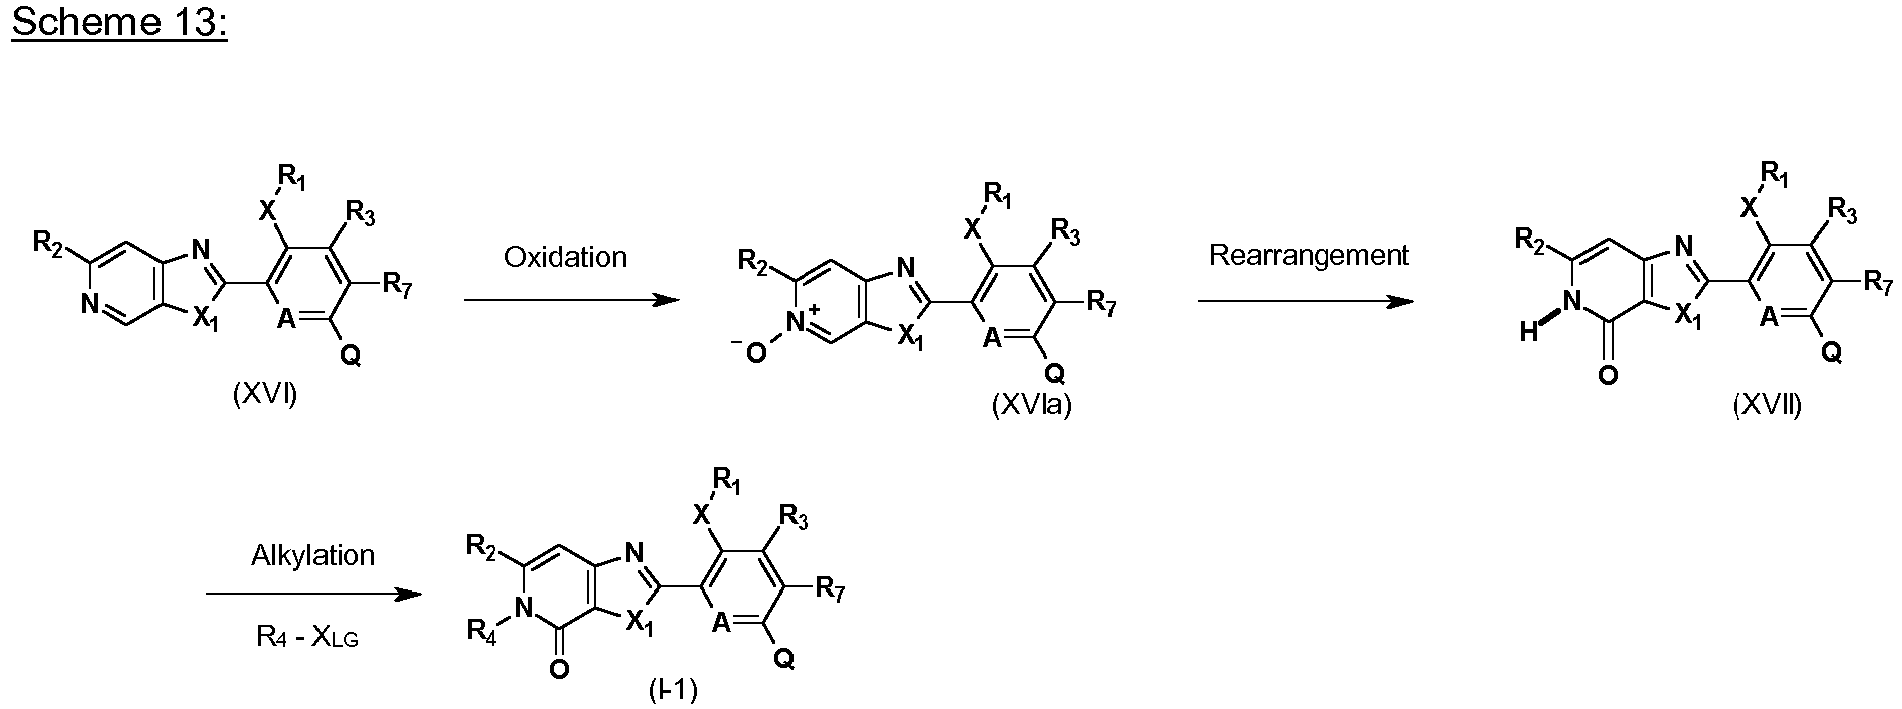 Scheme 13:
R1
X
R3
R2
N
R7
N
X1
A
Q
(XVI)
Oxidation
R1
X
R3
R2
N
R7
N
+
X1
A
−
O
Q
(XVIa)
Rearrangement
R1
X
R3
R2
N
R7
N
X1
A
H
O
Q
(XVII)
Alkylation
R4 - XLG
R1
X
R3
R2
N
R7
N
X1
A
R4
O
Q
(I-1)